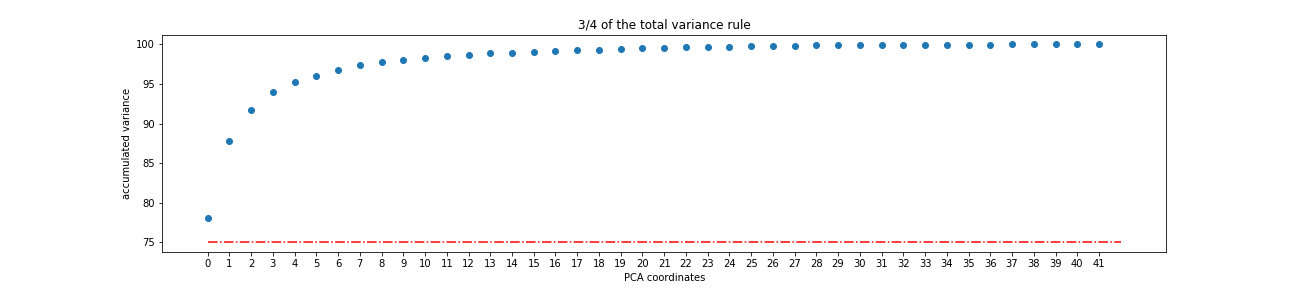 3/4 of the total variance rule
accumulated variance
100
95
90
85
80
75
0 1 2 3 4 5 6 7 8 9 10 11 12 13 14 15 16 17 18 19 20 21 22 23 24 25 26 27 28 29 30 31 32 33 34 35 36 37 38 39 40 41
PCA coordinates